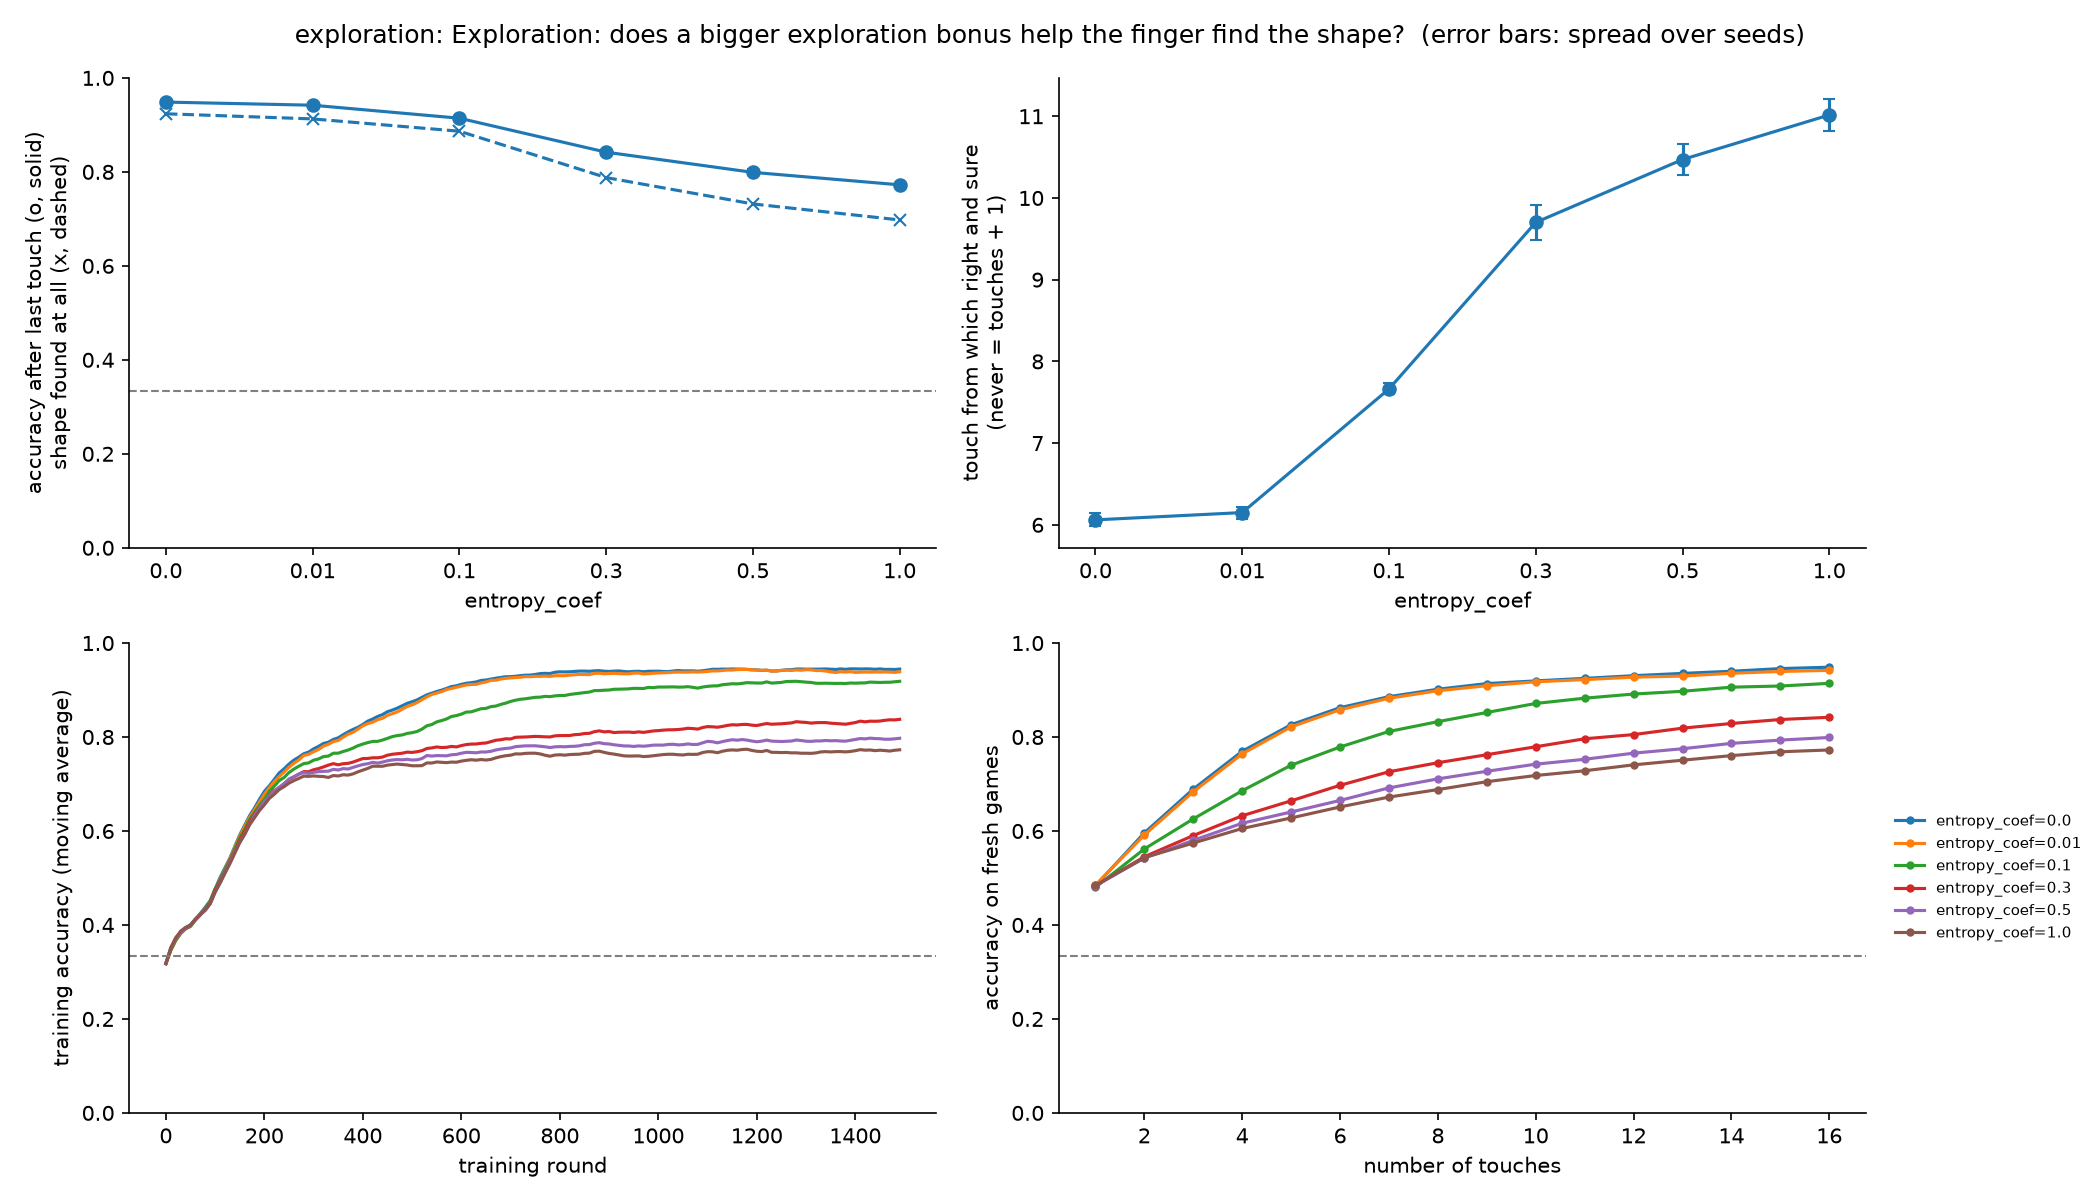 exploration: Exploration: does a bigger exploration bonus help the finger find the shape?  (error bars: spread over seeds)
accuracy after last touch (o, solid)
shape found at all (x, dashed)
1.0
0.8
0.6
0.4
0.2
0.0
0.0 0.01 0.1 0.3 0.5 1.0
entropy_coef
touch from which right and sure
(never = touches + 1)
11
10
9
8
7
6
0.0 0.01 0.1 0.3 0.5 1.0
entropy_coef
training accuracy (moving average)
1.0
0.8
0.6
0.4
0.2
0.0
0 200 400 600 800 1000 1200 1400
training round
accuracy on fresh games
1.0
0.8
0.6
0.4
0.2
0.0
2 4 6 8 10 12 14 16
number of touches
entropy_coef=0.0
entropy_coef=0.01
entropy_coef=0.1
entropy_coef=0.3
entropy_coef=0.5
entropy_coef=1.0